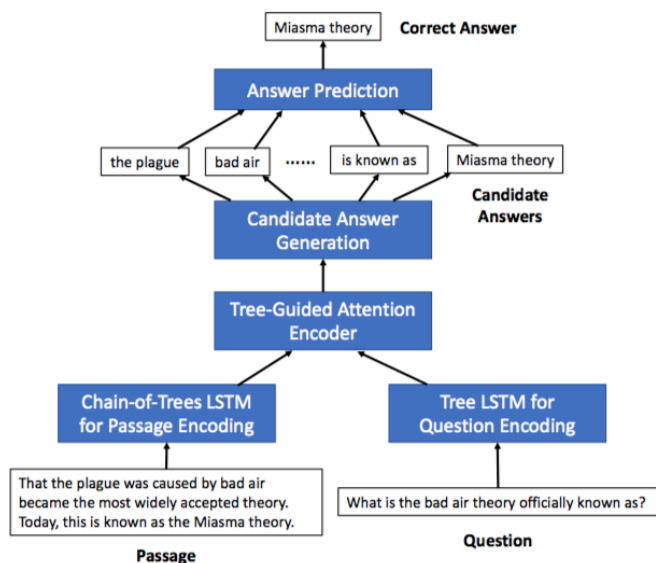 Miasma theory
Correct Answer
Answer Prediction
the plague
bad air
......
is known as
Miasma theory
Candidate
Answers
Candidate Answer
Generation
Tree-Guided Attention
Encoder
Chain-of-Trees LSTM
for Passage Encoding
Tree LSTM for
Question Encoding
That the plague was caused by bad air
became the most widely accepted theory.
Today, this is known as the Miasma theory.
Passage
What is the bad air theory officially known as?
Question